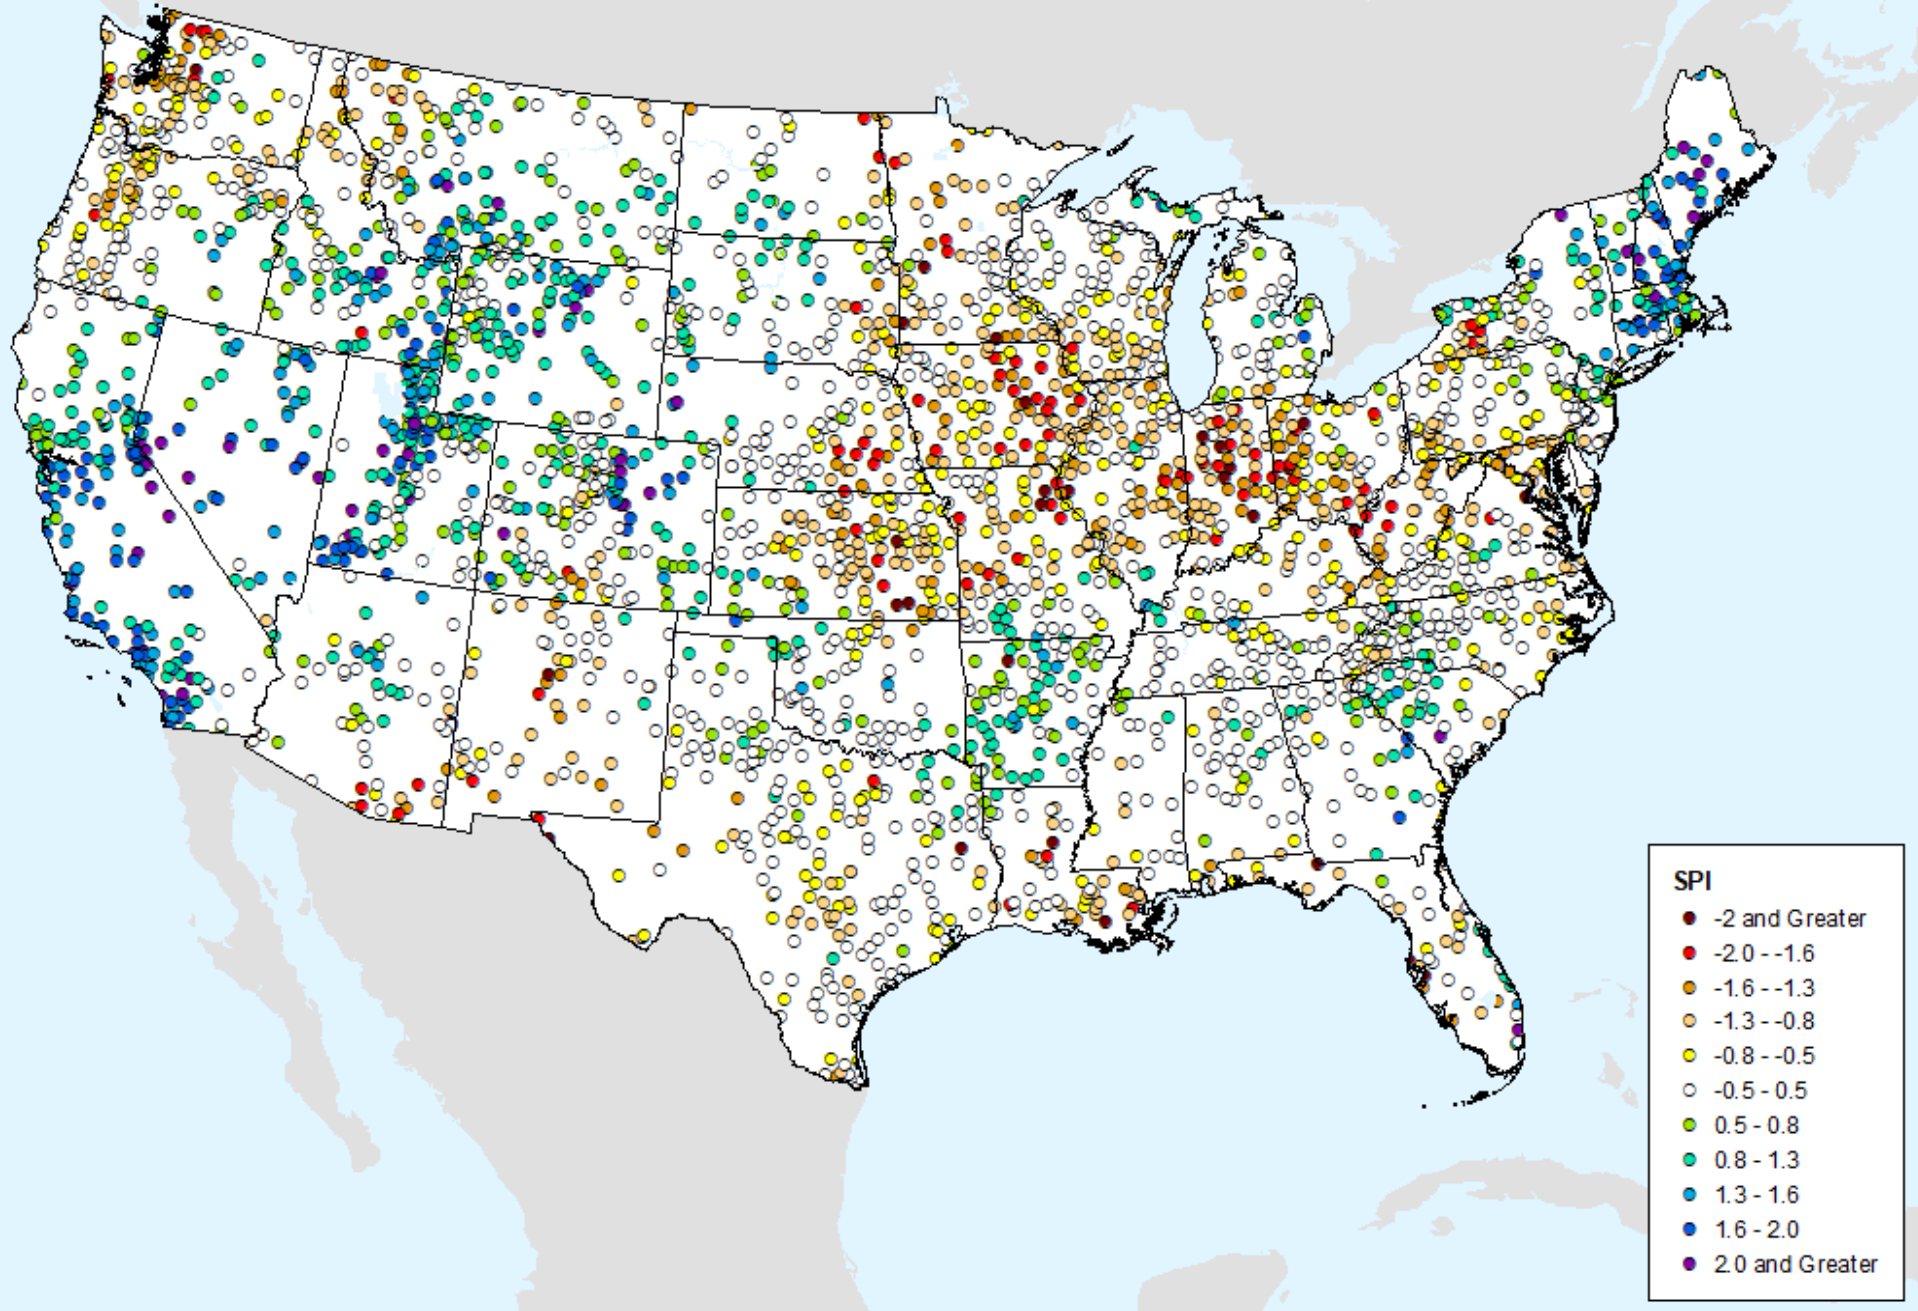 SPI
-2 and Greater
-2.0 - -1.6
-1.6 - -1.3
-1.3 - -0.8
-0.8 - -0.5
-0.5 - 0.5
0.5 - 0.8
0.8 - 1.3
1.3 - 1.6
1.6 - 2.0
2.0 and Greater